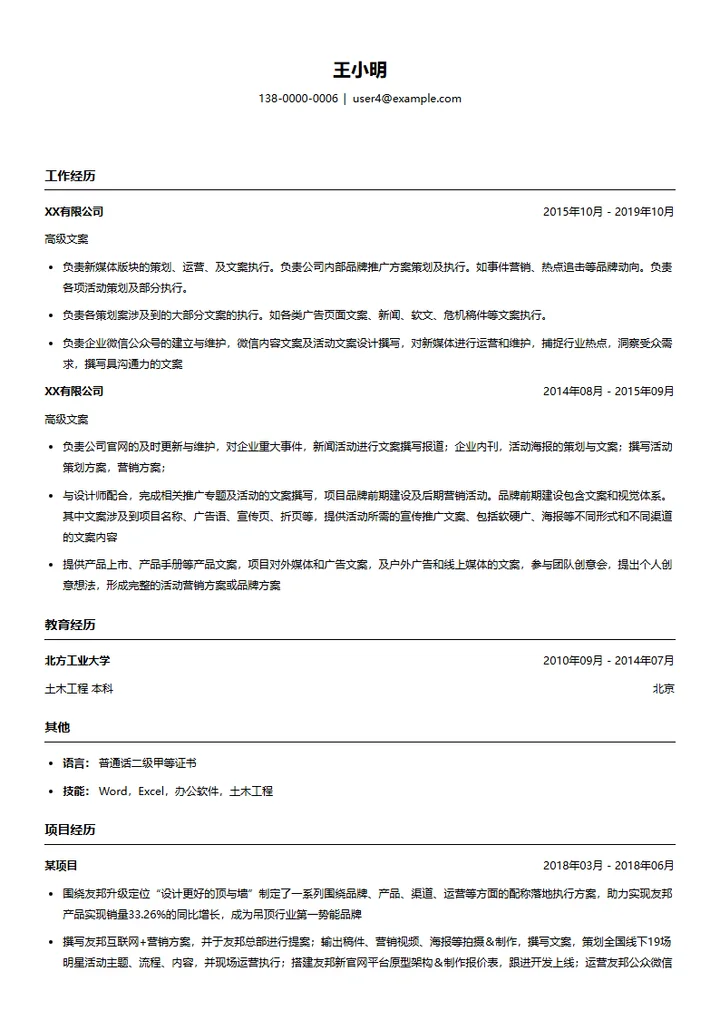 王小明
138-0000-0006 | user4@example.com
工作经历
XX有限公司 2015年10月 - 2019年10月
高级文案
• 负责新媒体版块的策划、运营、及文案执行。负责公司内部品牌推广方案策划及执行。如事件营销、热点追击等品牌动向。负责
各项活动策划及部分执行。
• 负责各策划案涉及到的大部分文案的执行。如各类广告页面文案、新闻、软文、危机稿件等文案执行。
• 负责企业微信公众号的建立与维护，微信内容文案及活动文案设计撰写，对新媒体进行运营和维护，捕捉行业热点，洞察受众需
求，撰写具沟通力的文案
XX有限公司 2014年08月 - 2015年09月
高级文案
• 负责公司官网的及时更新与维护，对企业重大事件，新闻活动进行文案撰写报道；企业内刊，活动海报的策划与文案；撰写活动
策划方案，营销方案；
• 与设计师配合，完成相关推广专题及活动的文案撰写，项目品牌前期建设及后期营销活动。品牌前期建设包含文案和视觉体系。
其中文案涉及到项目名称、广告语、宣传页、折页等，提供活动所需的宣传推广文案、包括软硬广、海报等不同形式和不同渠道
的文案内容
• 提供产品上市、产品手册等产品文案，项目对外媒体和广告文案，及户外广告和线上媒体的文案，参与团队创意会，提出个人创
意想法，形成完整的活动营销方案或品牌方案
教育经历
北方工业大学 2010年09月 - 2014年07月
土木工程 本科 北京
其他
• 语言： 普通话二级甲等证书
• 技能： Word，Excel，办公软件，土木工程
项目经历
某项目 2018年03月 - 2018年06月
• 围绕友邦升级定位“设计更好的顶与墙”制定了一系列围绕品牌、产品、渠道、运营等方面的配称落地执行方案，助力实现友邦
产品实现销量33.26%的同比增长，成为吊顶行业第一势能品牌
• 撰写友邦互联网+营销方案，并于友邦总部进行提案；输出稿件、营销视频、海报等拍摄&制作，撰写文案，策划全国线下19场
明星活动主题、流程、内容，并现场运营执行；搭建友邦新官网平台原型架构&制作报价表，跟进开发上线；运营友邦公众微信